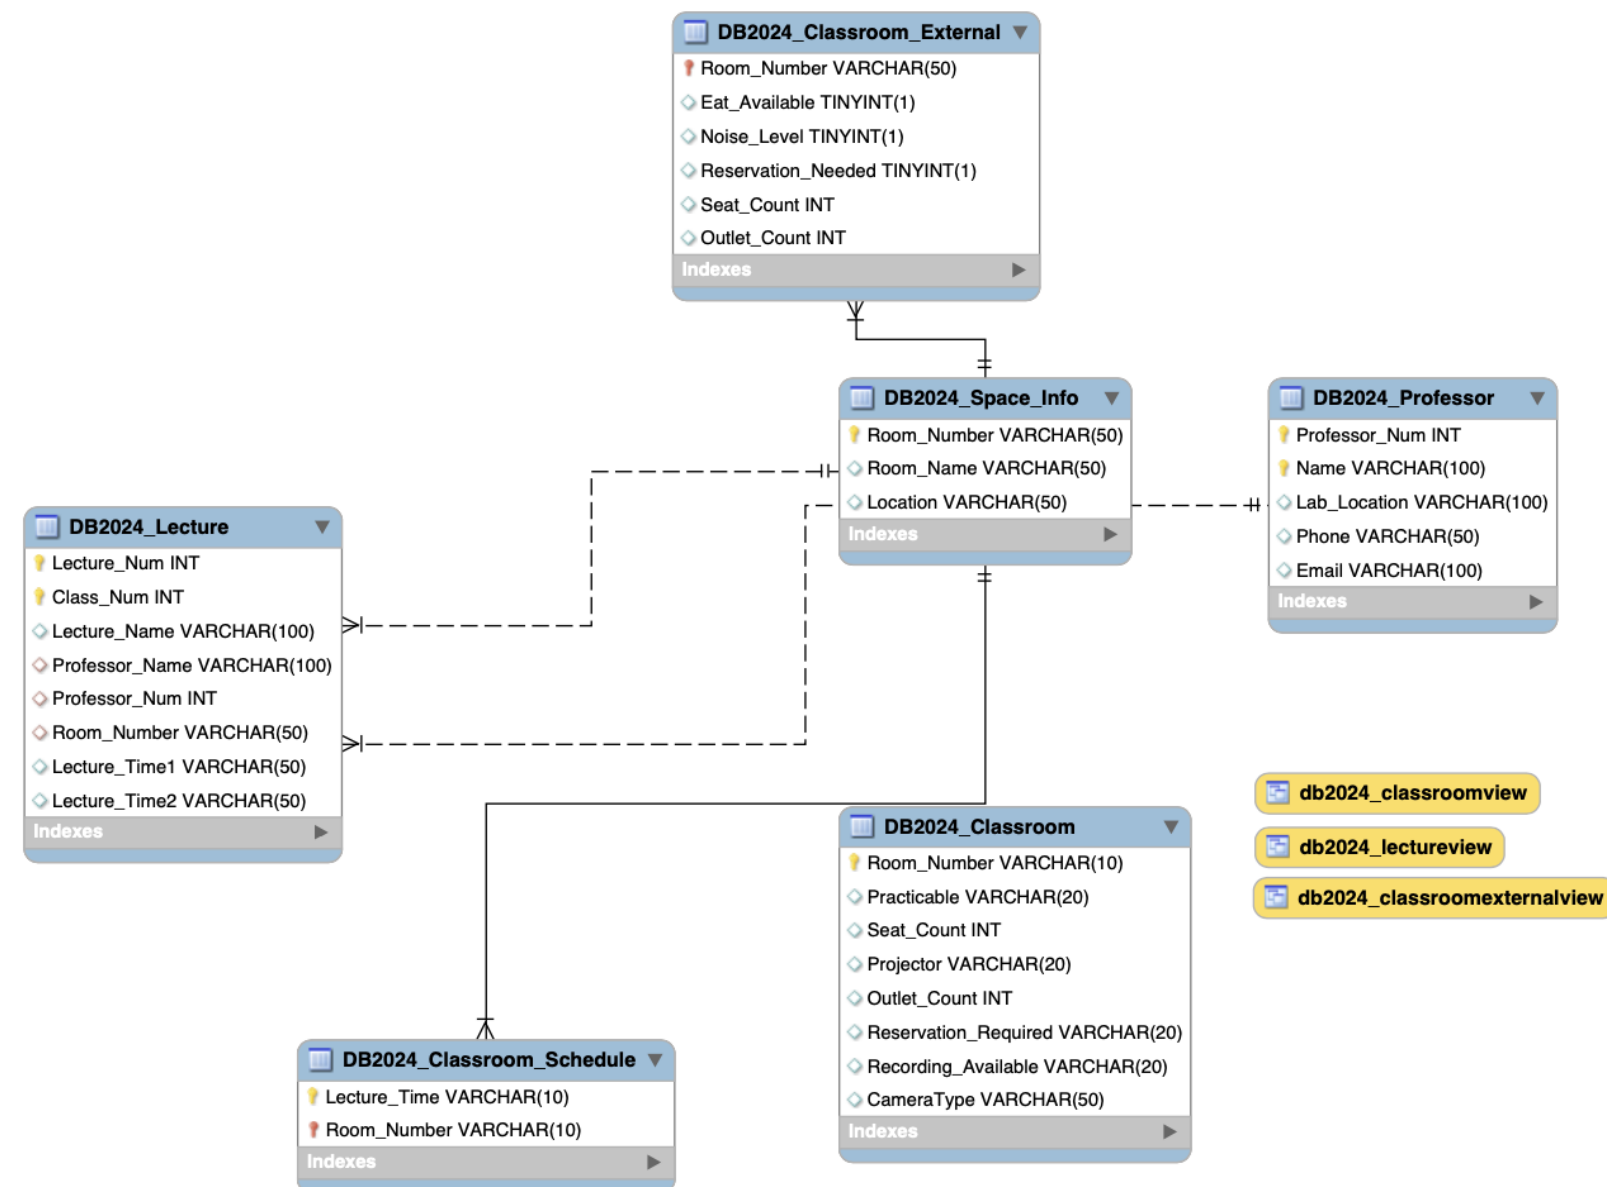 DB2024_Classroom_External
Room_Number VARCHAR(50)
Eat_Available TINYINT(1)
Noise_Level TINYINT(1)
Reservation_Needed TINYINT(1)
Seat_Count INT
Outlet_Count INT
Indexes
DB2024_Space_Info
Room_Number VARCHAR(50)
Room_Name VARCHAR(50)
Location VARCHAR(50)
Indexes
DB2024_Professor
Professor_Num INT
Name VARCHAR(100)
Lab_Location VARCHAR(100)
Phone VARCHAR(50)
Email VARCHAR(100)
Indexes
DB2024_Lecture
Lecture_Num INT
Class_Num INT
Lecture_Name VARCHAR(100)
Professor_Name VARCHAR(100)
Professor_Num INT
Room_Number VARCHAR(50)
Lecture_Time1 VARCHAR(50)
Lecture_Time2 VARCHAR(50)
Indexes
DB2024_Classroom
Room_Number VARCHAR(10)
Practicable VARCHAR(20)
Seat_Count INT
Projector VARCHAR(20)
Outlet_Count INT
Reservation_Required VARCHAR(20)
Recording_Available VARCHAR(20)
CameraType VARCHAR(50)
Indexes
db2024_classroomview
db2024_lectureview
db2024_classroomexternalview
DB2024_Classroom_Schedule
Lecture_Time VARCHAR(10)
Room_Number VARCHAR(10)
Indexes